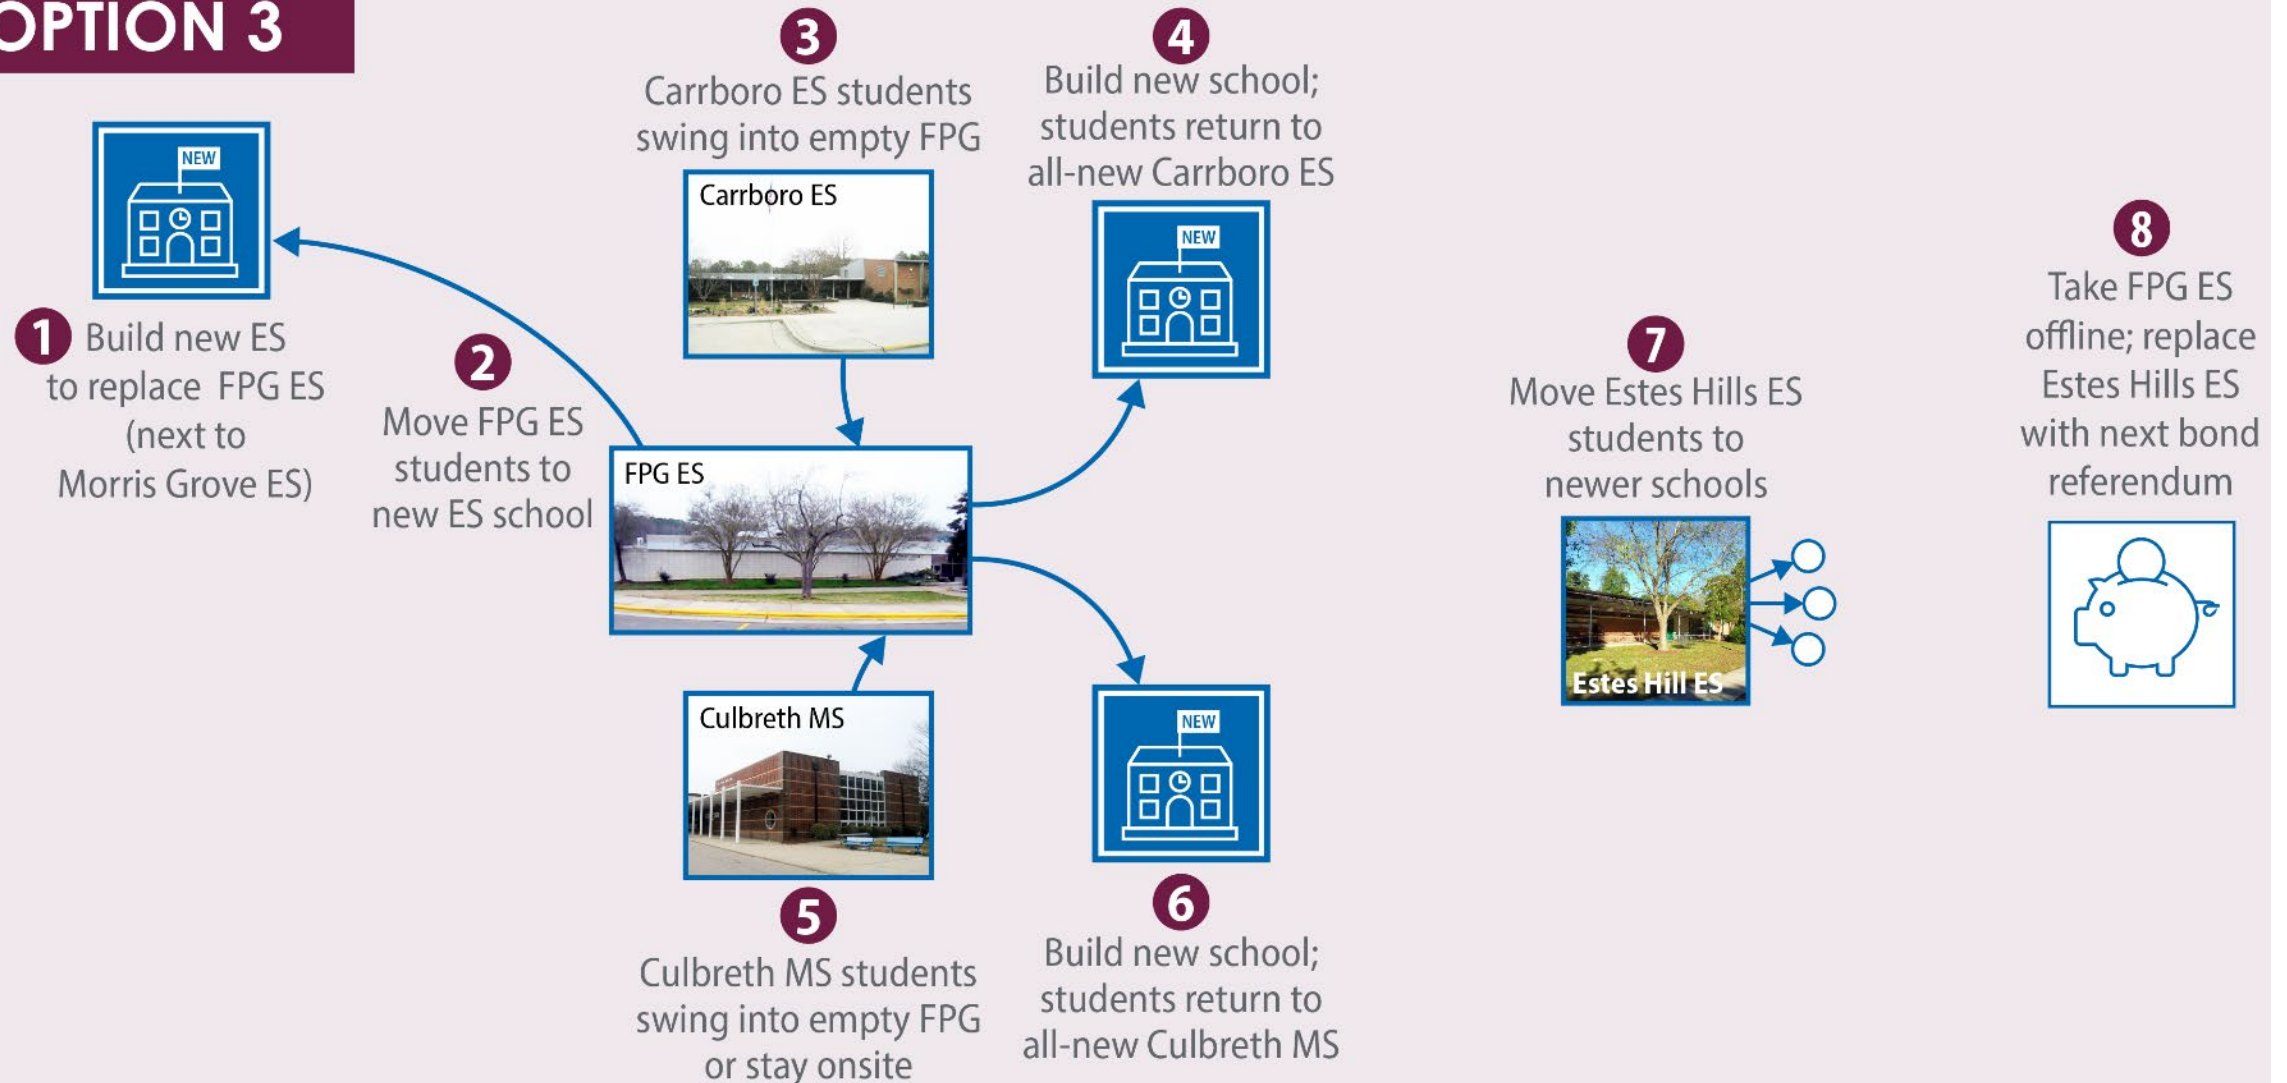 OPTION 3
NEW
1 Build new ES
to replace FPG ES
(next to
Morris Grove ES)
2
Move FPG ES
students to
new ES school
3
Carrboro ES students
swing into empty FPG
Carrboro ES
FPG ES
4
Build new school;
students return to
all-new Carrboro ES
NEW
Culbreth MS
5
Culbreth MS students
swing into empty FPG
or stay onsite
NEW
6
Build new school;
students return to
all-new Culbreth MS
7
Move Estes Hills ES
students to
newer schools
Estes Hill ES
8
Take FPG ES
offline; replace
Estes Hills ES
with next bond
referendum